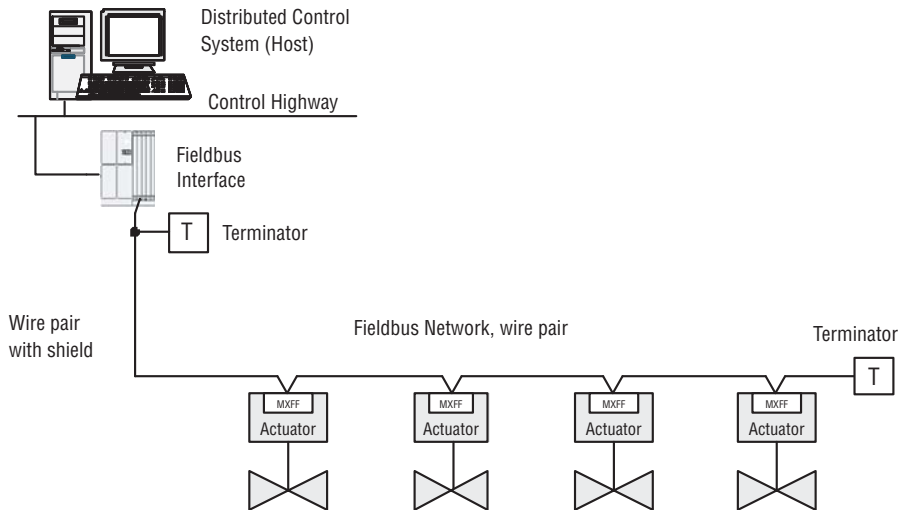 Distributed Control
System (Host)
Control Highway
Fieldbus
Interface
T
Terminator
Wire pair
with shield
Fieldbus Network, wire pair
Terminator
T
MXFF
Actuator
MXFF
Actuator
MXFF
Actuator
MXFF
Actuator